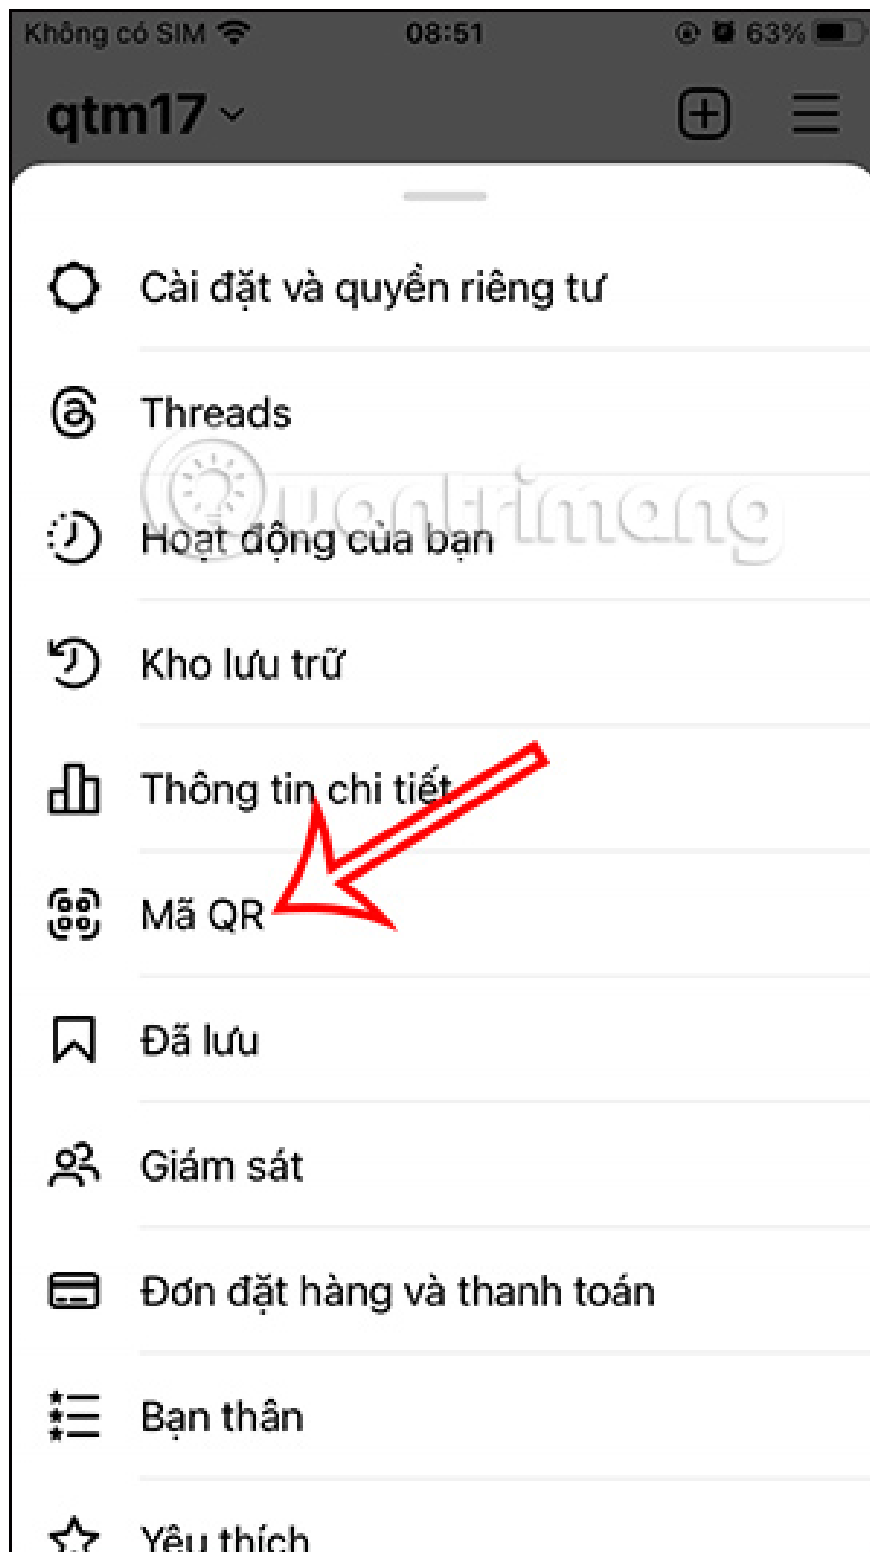 Không có SIM 08:51 63%
qtm17
Cài đặt và quyền riêng tư
Threads
Quantrimang
Hoạt động của bạn
Kho lưu trữ
Thông tin chi tiết
Mã QR
Đã lưu
Giám sát
Đơn đặt hàng và thanh toán
Bạn thân
Yêu thích